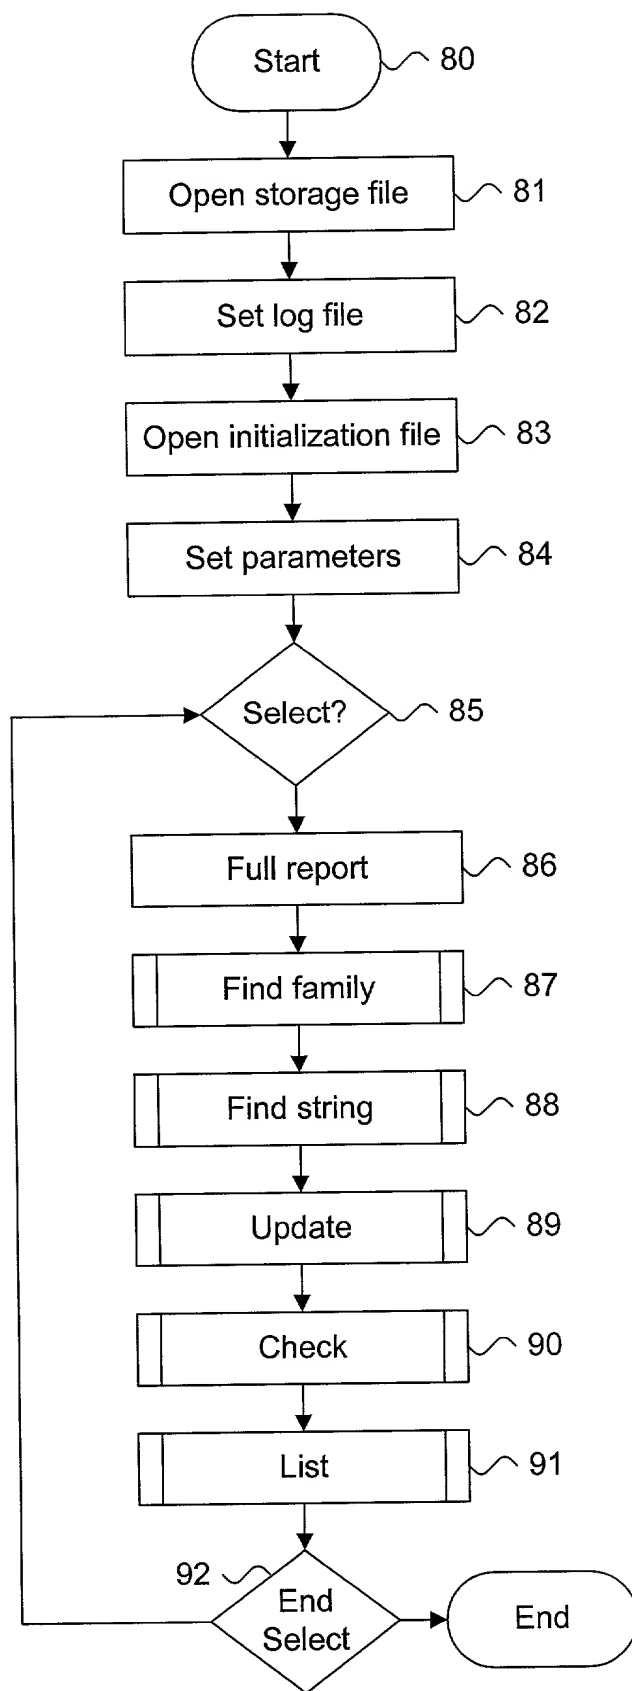 Start 80
Open storage file 81
Set log file 82
Open initialization file 83
Set parameters 84
Select? 85
Full report 86
Find family 87
Find string 88
Update 89
Check 90
List 91
92
End
Select
End